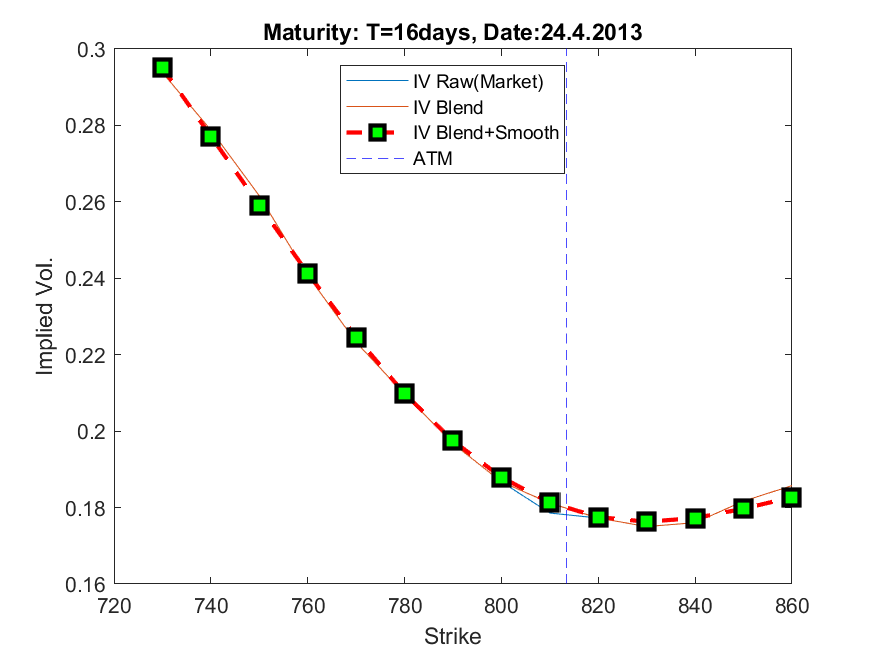 Maturity: T=16days, Date:24.4.2013
0.3
0.28
0.26
0.24
0.22
0.2
0.18
0.16
Implied Vol.
IV Raw(Market)
IV Blend
IV Blend+Smooth
ATM
720
740
760
780
800
820
840
860
Strike